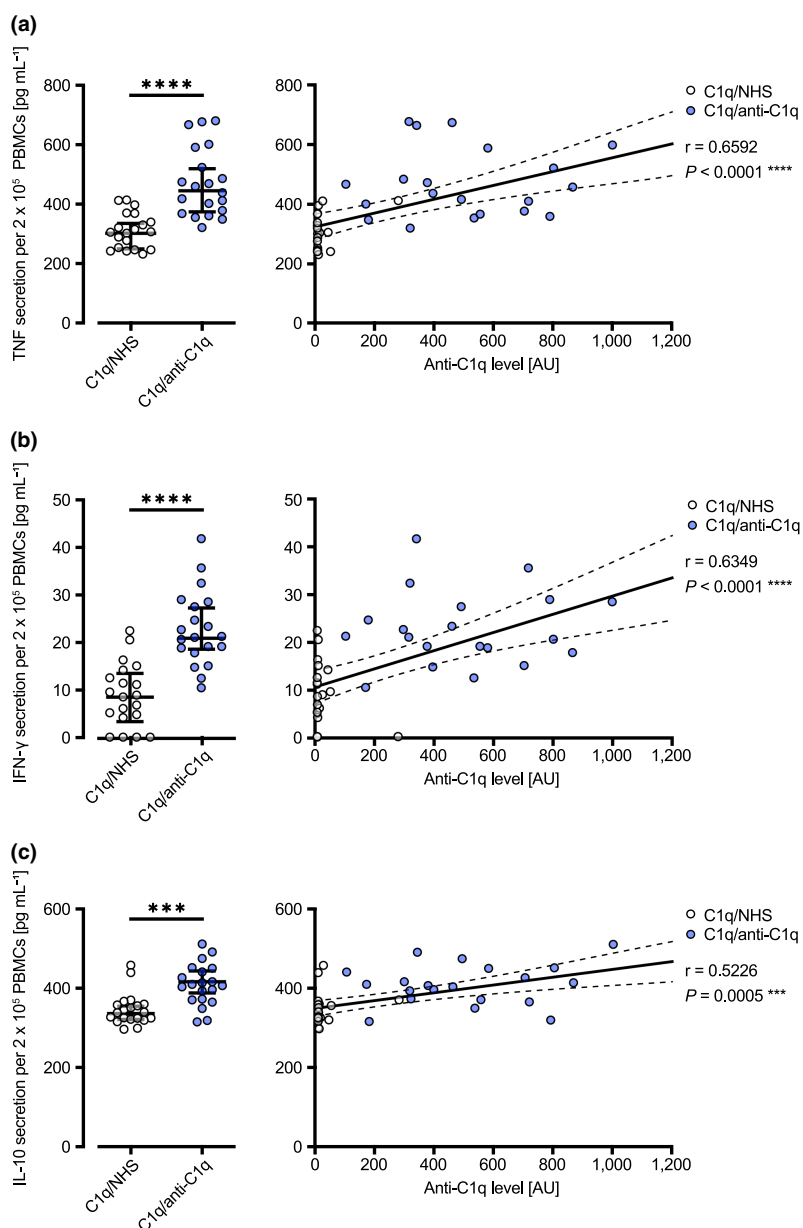 (a)
TNF secretion per 2 x 10⁵ PBMCs [pg mL⁻¹]
800
600
400
200
0
****
C1q/NHS
C1q/anti-C1q
800
600
400
200
0
0
200
400
600
800
1,000
1,200
Anti-C1q level [AU]
C1q/NHS
C1q/anti-C1q
r = 0.6592
P < 0.0001 ****
(b)
IFN-γ secretion per 2 x 10⁵ PBMCs [pg mL⁻¹]
50
40
30
20
10
0
****
C1q/NHS
C1q/anti-C1q
50
40
30
20
10
0
0
200
400
600
800
1,000
1,200
Anti-C1q level [AU]
C1q/NHS
C1q/anti-C1q
r = 0.6349
P < 0.0001 ****
(c)
IL-10 secretion per 2 x 10⁵ PBMCs [pg mL⁻¹]
600
400
200
0
***
C1q/NHS
C1q/anti-C1q
600
400
200
0
0
200
400
600
800
1,000
1,200
Anti-C1q level [AU]
C1q/NHS
C1q/anti-C1q
r = 0.5226
P = 0.0005 ***